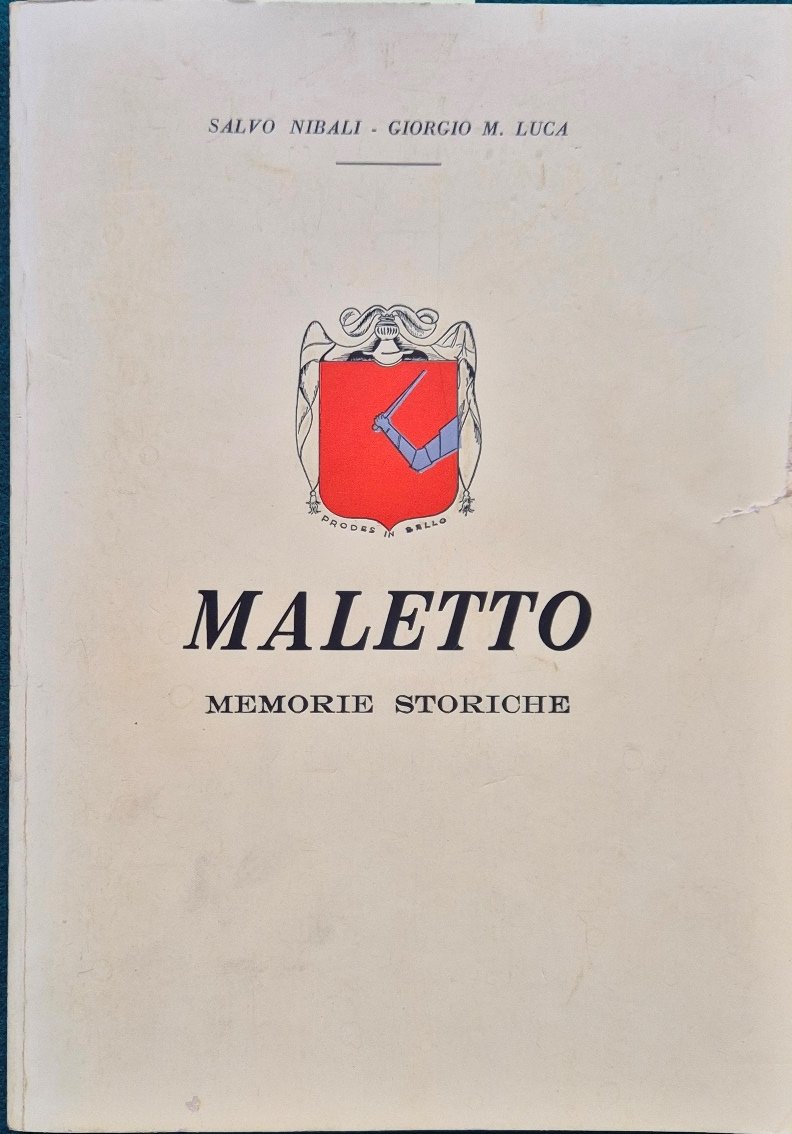 SALVO NIBALI - GIORGIO M. LUCA
PRODES IN BELLO
MALETTO
MEMORIE STORICHE